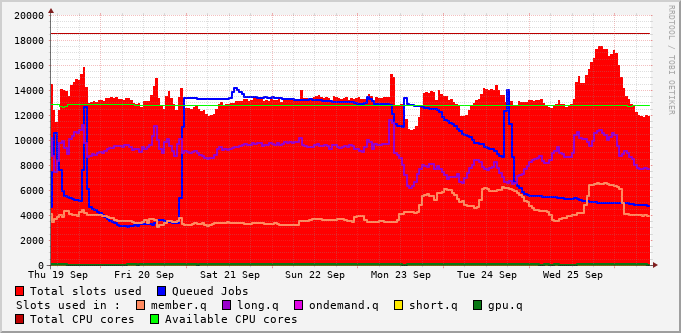 20000
18000
16000
14000
12000
10000
8000
6000
4000
2000
0
Thu 19 Sep Fri 20 Sep Sat 21 Sep Sun 22 Sep Mon 23 Sep Tue 24 Sep Wed 25 Sep
RRDTOOL / TOBI OETIKER
Total slots used Queued Jobs
Slots used in : member.q long.q ondemand.q short.q gpu.q
Total CPU cores Available CPU cores